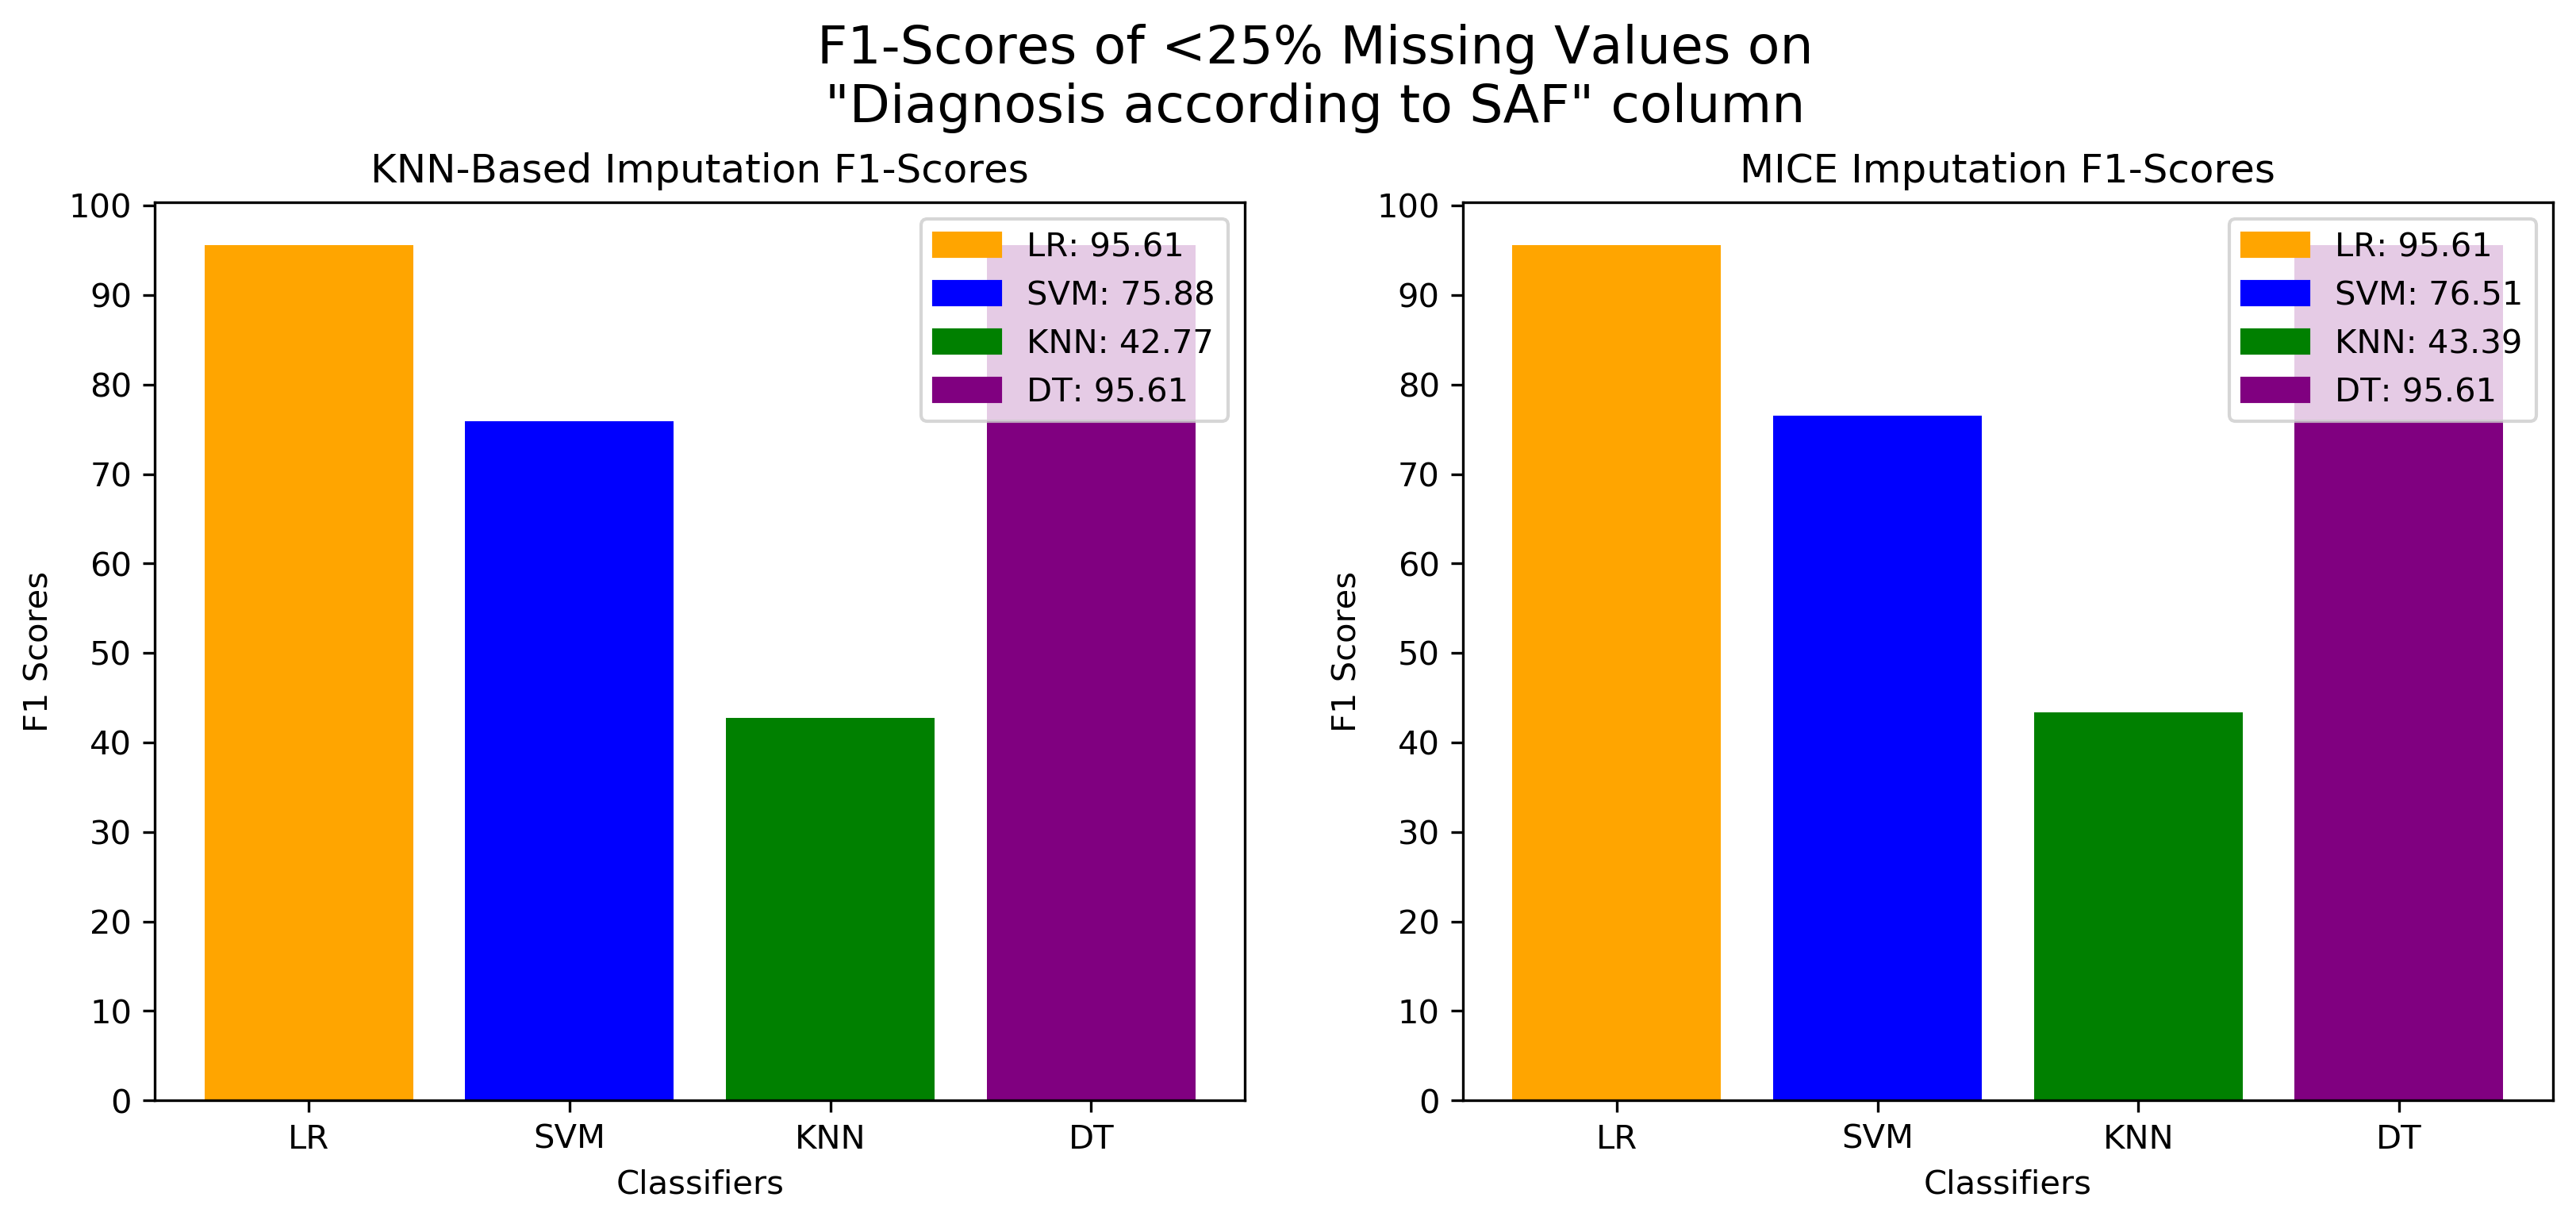 F1-Scores of <25% Missing Values on
"Diagnosis according to SAF" column
KNN-Based Imputation F1-Scores
F1 Scores
100
90
80
70
60
50
40
30
20
10
0
LR: 95.61
SVM: 75.88
KNN: 42.77
DT: 95.61
LR SVM KNN DT
Classifiers
MICE Imputation F1-Scores
F1 Scores
100
90
80
70
60
50
40
30
20
10
0
LR: 95.61
SVM: 76.51
KNN: 43.39
DT: 95.61
LR SVM KNN DT
Classifiers